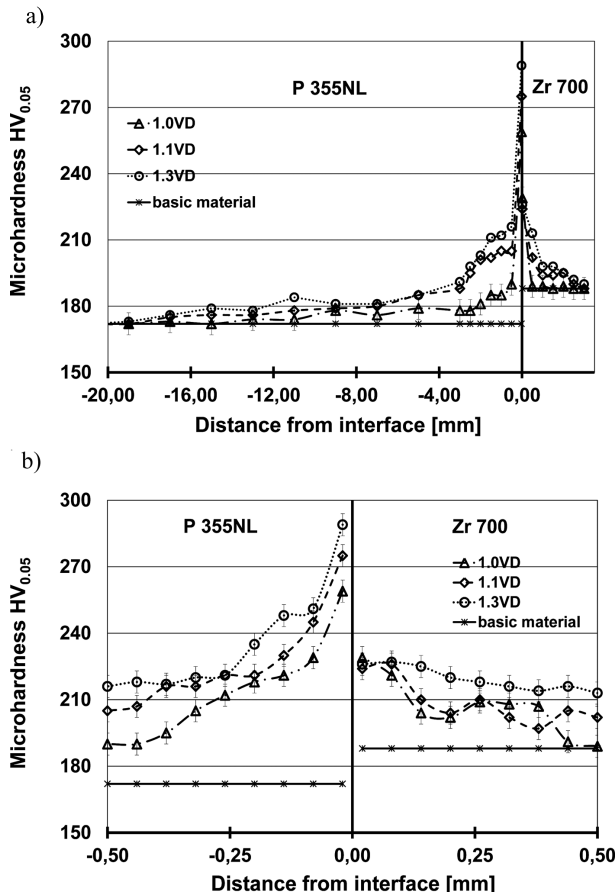 a)
300
270
240
210
180
150
Microhardness HV0.05
P 355NL
Zr 700
1.0VD
1.1VD
1.3VD
basic material
-20,00 -16,00 -12,00 -8,00 -4,00 0,00
Distance from interface [mm]
b)
300
270
240
210
180
150
Microhardness HV0.05
P 355NL
Zr 700
1.0VD
1.1VD
1.3VD
basic material
-0,50 -0,25 0,00 0,25 0,50
Distance from interface [mm]